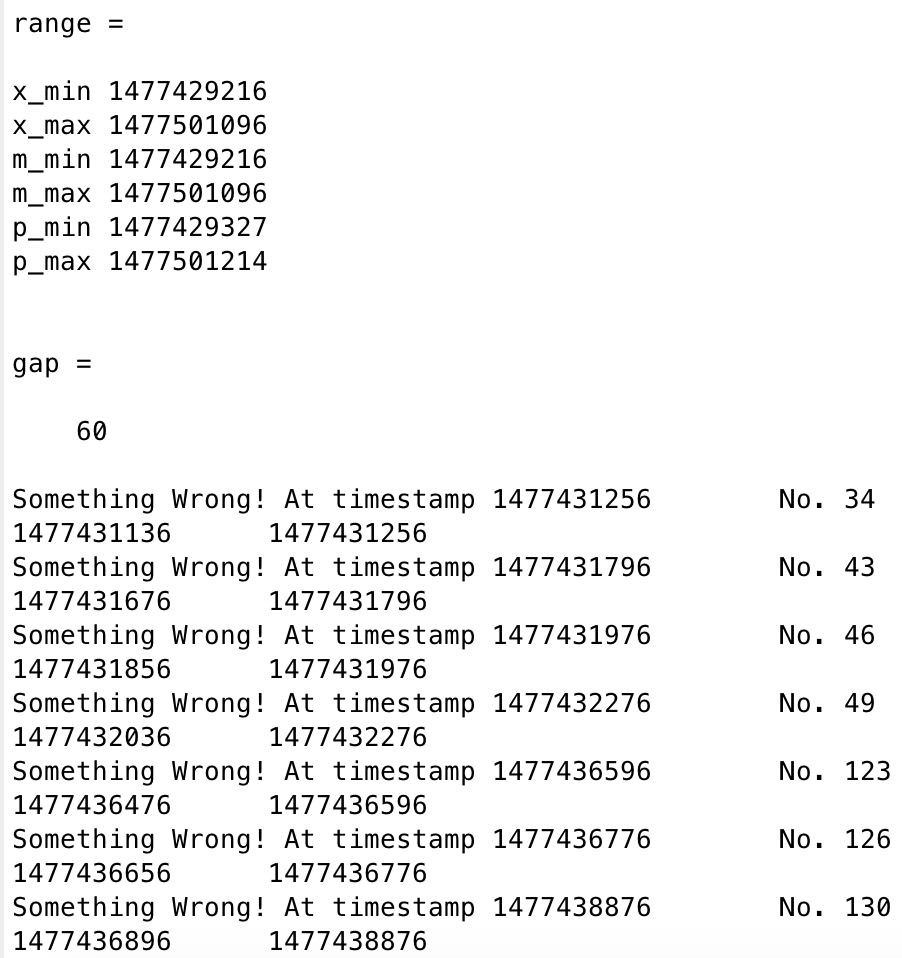 range =
x_min 1477429216
x_max 1477501096
m_min 1477429216
m_max 1477501096
p_min 1477429327
p_max 1477501214
gap =
60
Something Wrong! At timestamp 1477431256 No. 34
1477431136 1477431256
Something Wrong! At timestamp 1477431796 No. 43
1477431676 1477431796
Something Wrong! At timestamp 1477431976 No. 46
1477431856 1477431976
Something Wrong! At timestamp 1477432276 No. 49
1477432036 1477432276
Something Wrong! At timestamp 1477436596 No. 123
1477436476 1477436596
Something Wrong! At timestamp 1477436776 No. 126
1477436656 1477436776
Something Wrong! At timestamp 1477438876 No. 130
1477436896 1477438876